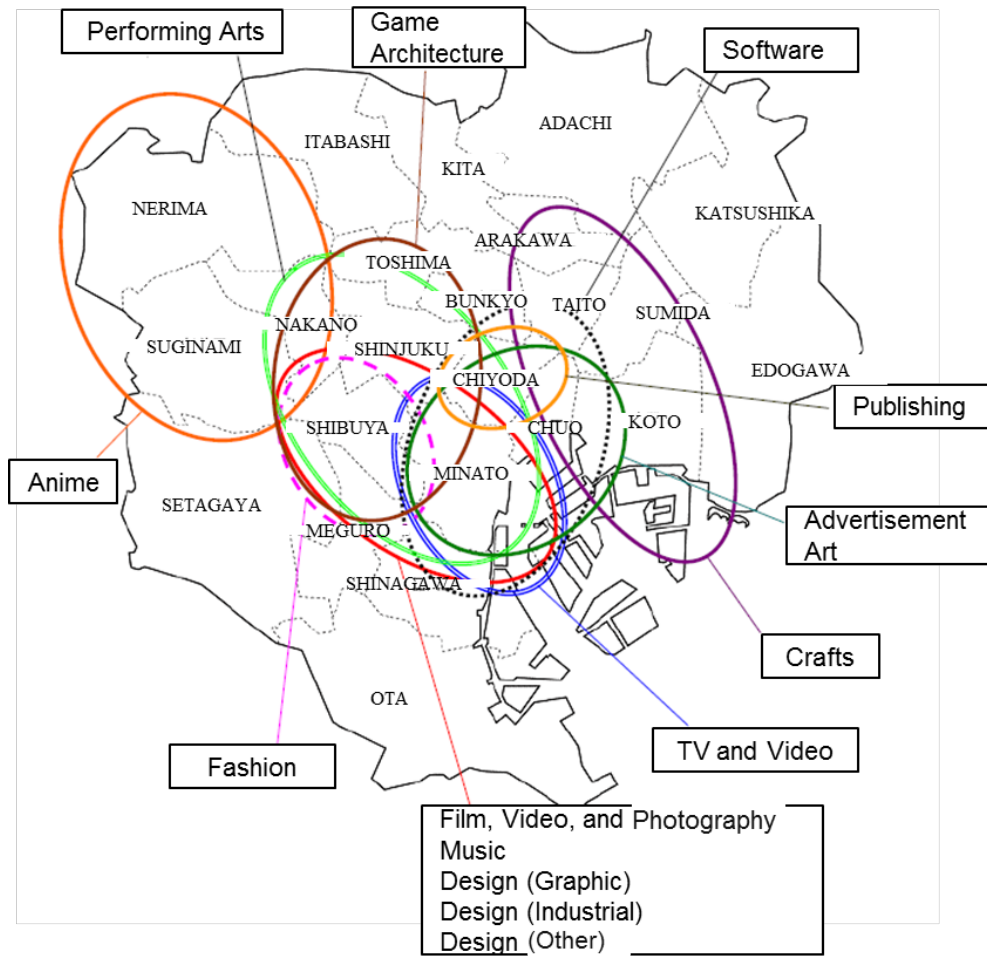 Performing Arts
Game
Architecture
Software
ADACHI
ITABASHI
KITA
NERIMA
KATSUSHIKA
ARAKAWA
TOSHIMA
BUNKYO
TAITO
SUMIDA
NAKANO
SUGINAMI
SHINJUKU
EDOGAWA
CHIYODA
Publishing
SHIBUYA
CHUO
KOTO
Anime
MINATO
SETAGAYA
Advertisement
Art
MEGURO
SHINAGAWA
Crafts
OTA
TV and Video
Fashion
Film, Video, and Photography
Music
Design (Graphic)
Design (Industrial)
Design (Other)